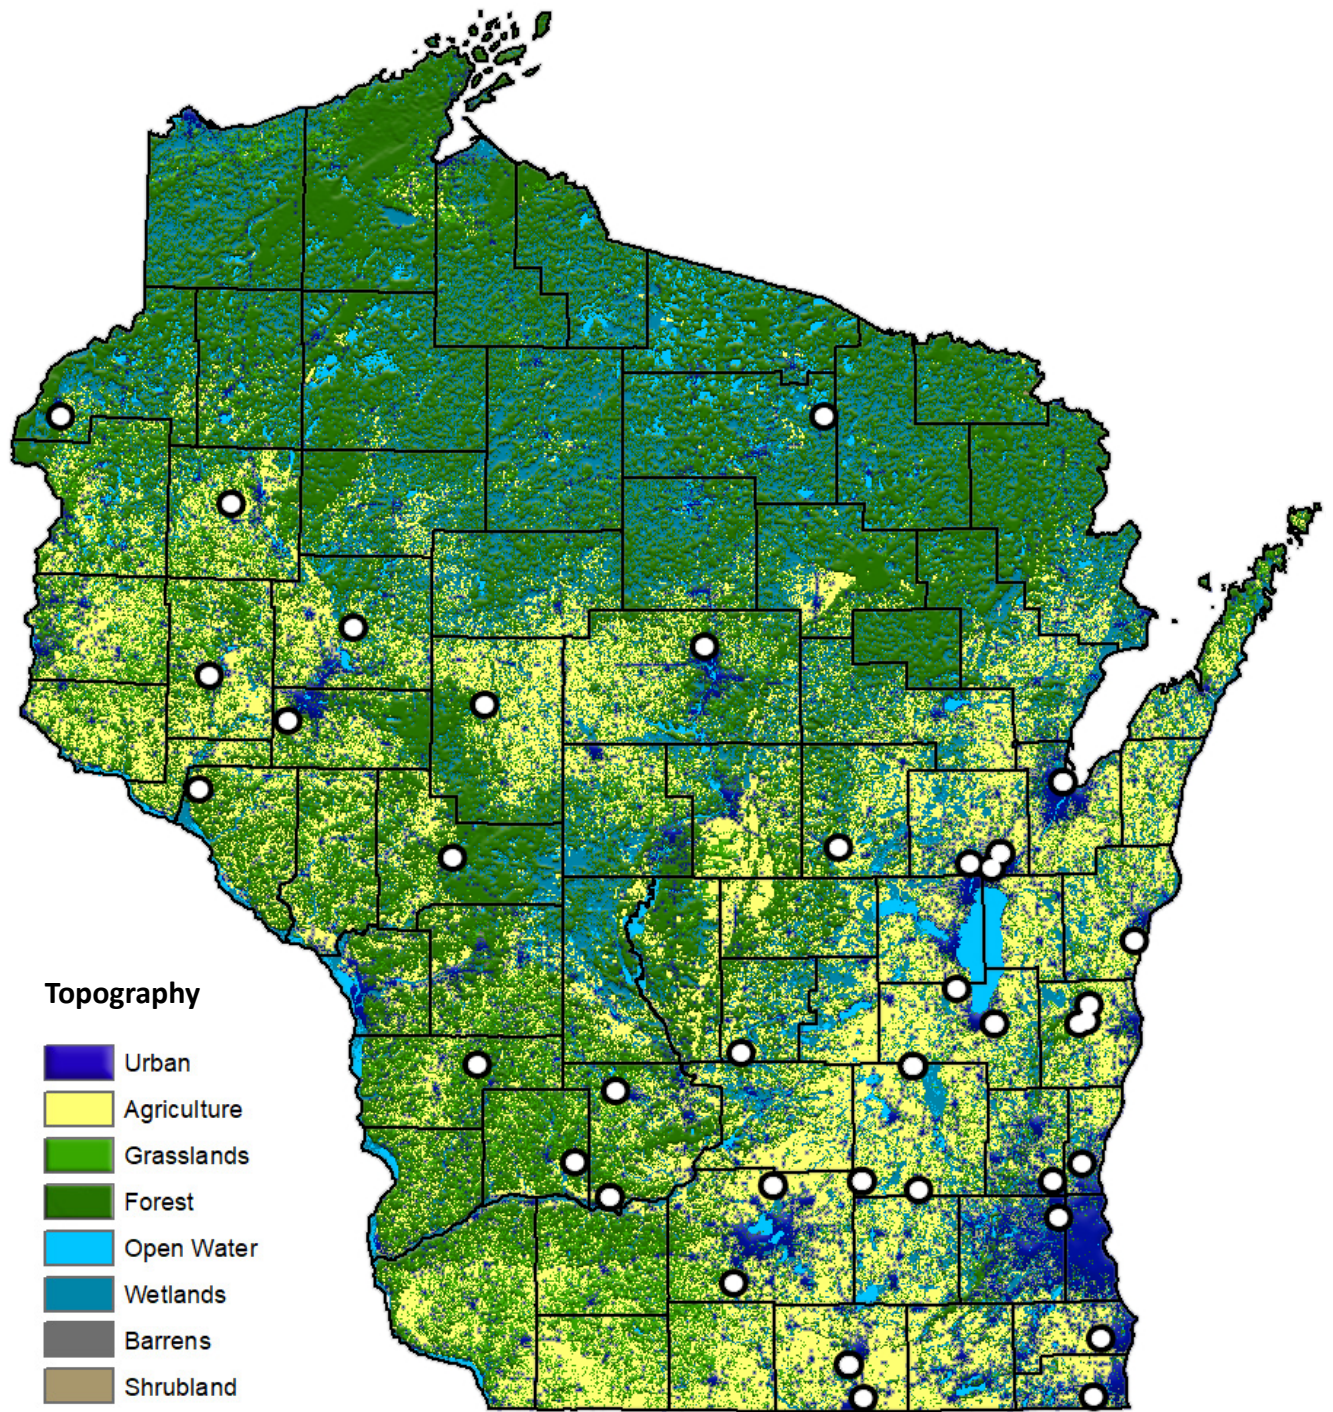 Topography
Urban
Agriculture
Grasslands
Forest
Open Water
Wetlands
Barrens
Shrubland